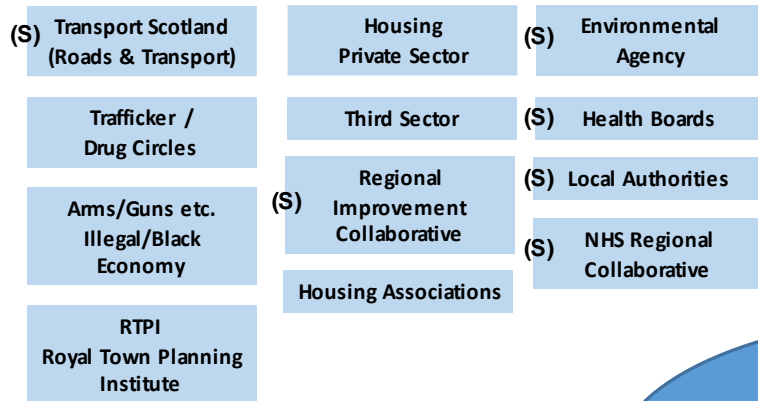 (S) Transport Scotland
(Roads & Transport)
Trafficker /
Drug Circles
Arms/Guns etc.
Illegal/Black
Economy
RTPI
Royal Town Planning
Institute
Housing
Private Sector
Third Sector
(S) Regional
Improvement
Collaborative
Housing Associations
(S) Environmental
Agency
(S) Health Boards
(S) Local Authorities
(S) NHS Regional
Collaborative